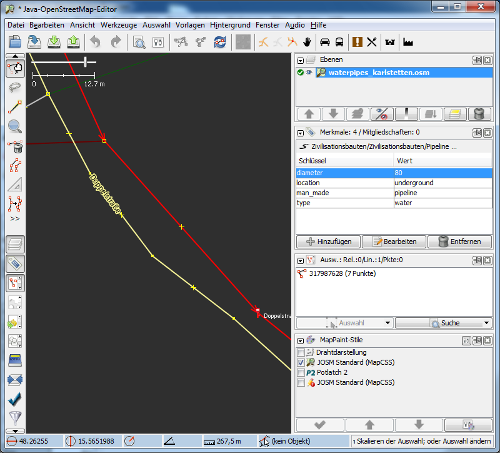 * Java-OpenStreetMap-Editor
Datei Bearbeiten Ansicht Werkzeuge Auswahl Vorlagen Hintergrund Fenster Audio Hilfe
0 12.7 m
Doppelstraße
Doppelstra
>>
Ebenen
waterpipes_karlstetten.osm
Merkmale: 4 / Mitgliedschaften: 0
Zivilisationsbauten/Zivilisationsbauten/Pipeline ...
Schlüssel Wert
diameter 80
location underground
man_made pipeline
type water
Hinzufügen Bearbeiten Entfernen
Ausw.: Rel.:0/Lin.:1/Pkte:0
317987628 (7 Punkte)
Auswahl Suche
MapPaint-Stile
Drahtdarstellung
JOSM Standard (MapCSS)
Potlatch 2
JOSM Standard (MapCSS)
48.26255 15.5651988 267,5 m (kein Objekt) n Skalieren der Auswahl; oder Auswahl ändern